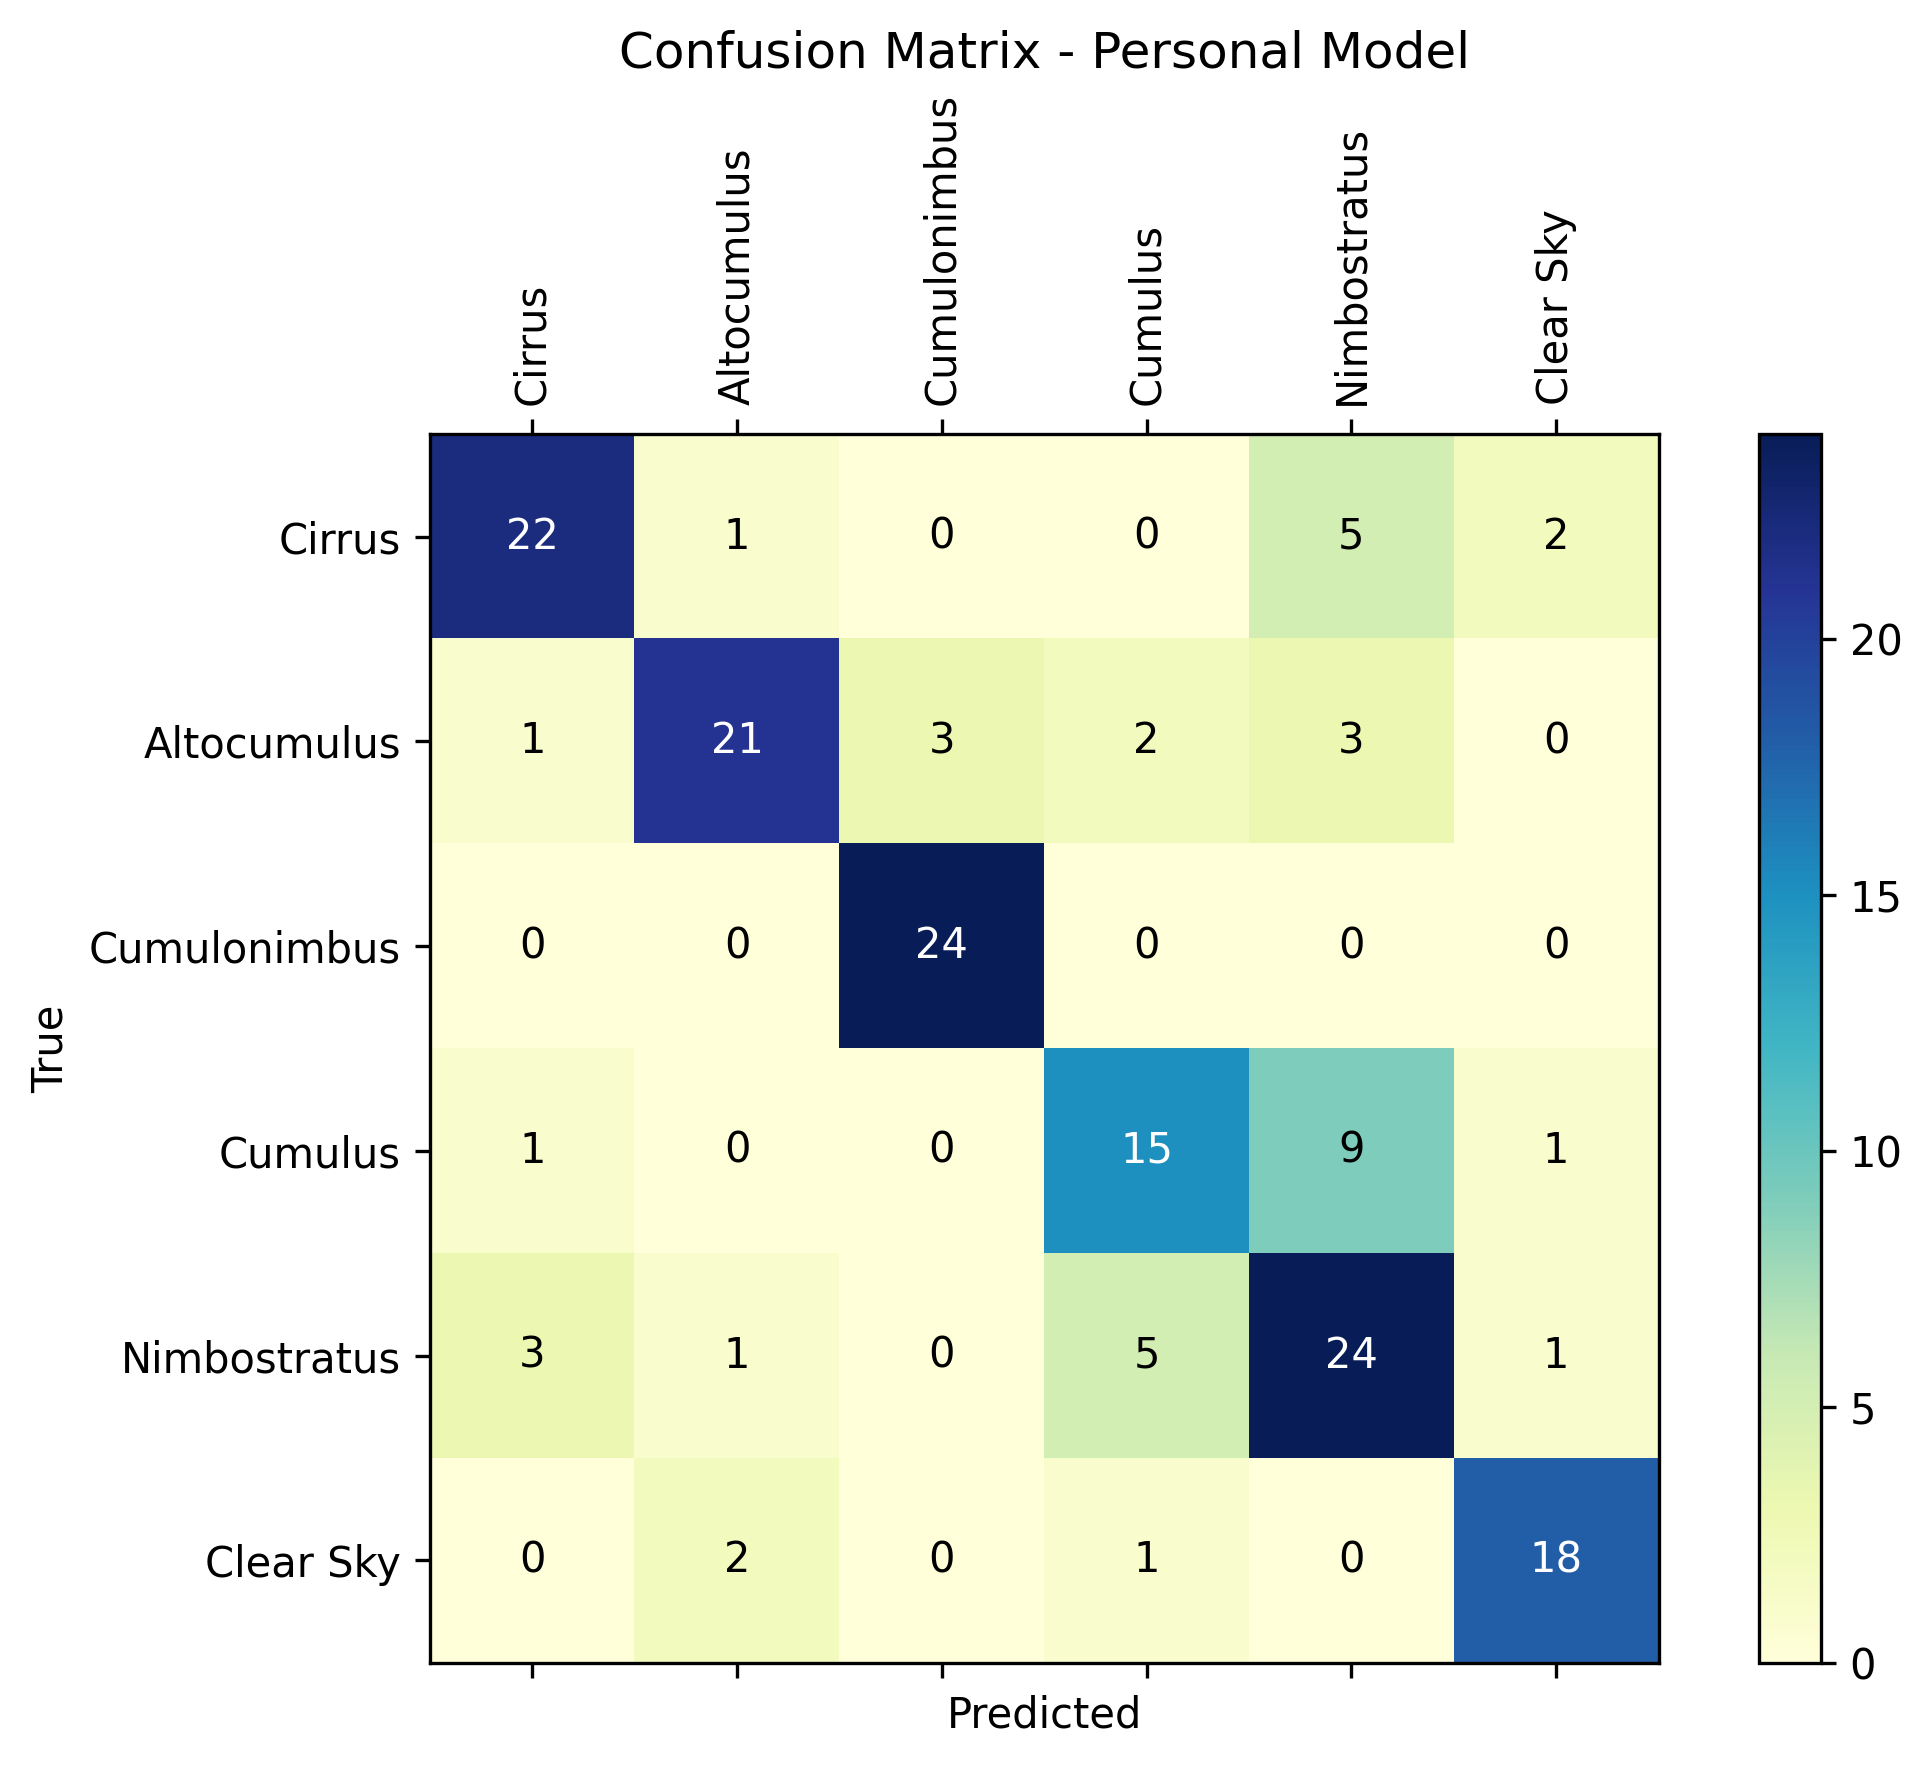 Confusion Matrix - Personal Model
Cirrus
Altocumulus
Cumulonimbus
Cumulus
Nimbostratus
Clear Sky
Cirrus 22 1 0 0 5 2
Altocumulus 1 21 3 2 3 0
Cumulonimbus 0 0 24 0 0 0
Cumulus 1 0 0 15 9 1
Nimbostratus 3 1 0 5 24 1
Clear Sky 0 2 0 1 0 18
True
Predicted
20
15
10
5
0